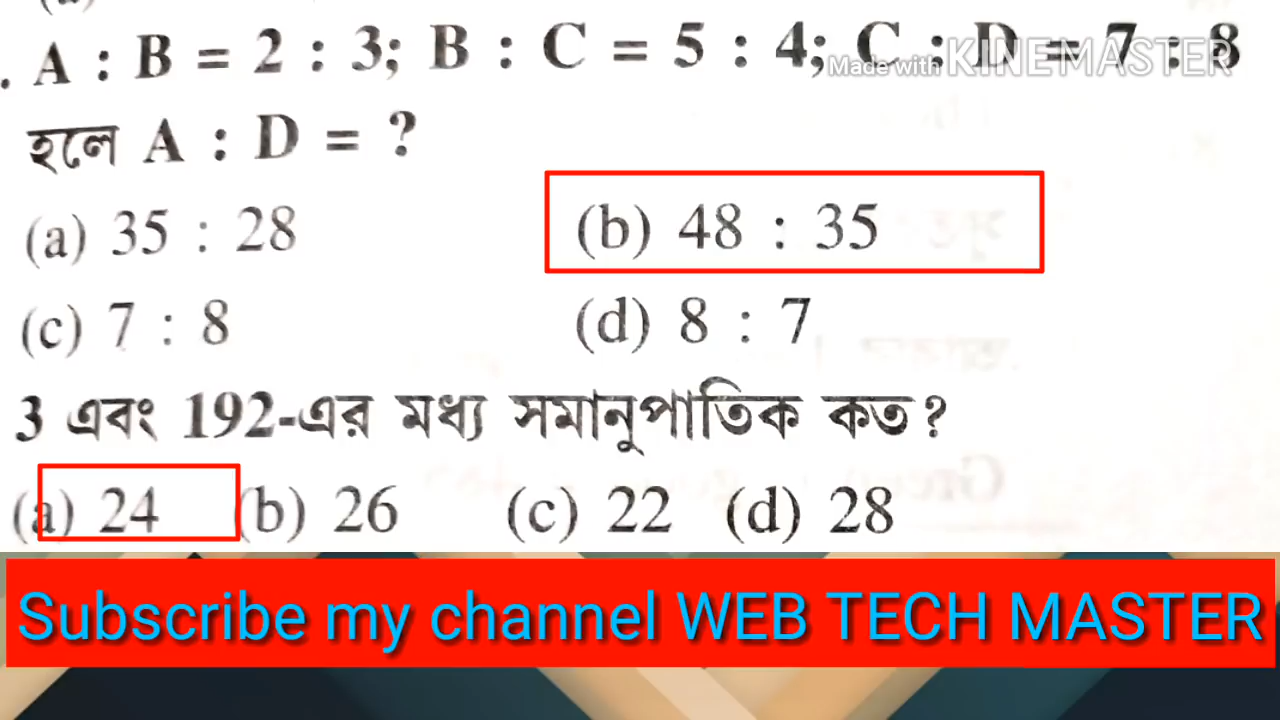 . A : B = 2 : 3; B : C = 5 : 4; C : D = 7 : 8
Made with KINEMASTER
হলে A : D = ?
(a) 35 : 28 (b) 48 : 35
(c) 7 : 8 (d) 8 : 7
3 এবং 192-এর মধ্য সমানুপাতিক কত?
(a) 24 (b) 26 (c) 22 (d) 28
Subscribe my channel WEB TECH MASTER